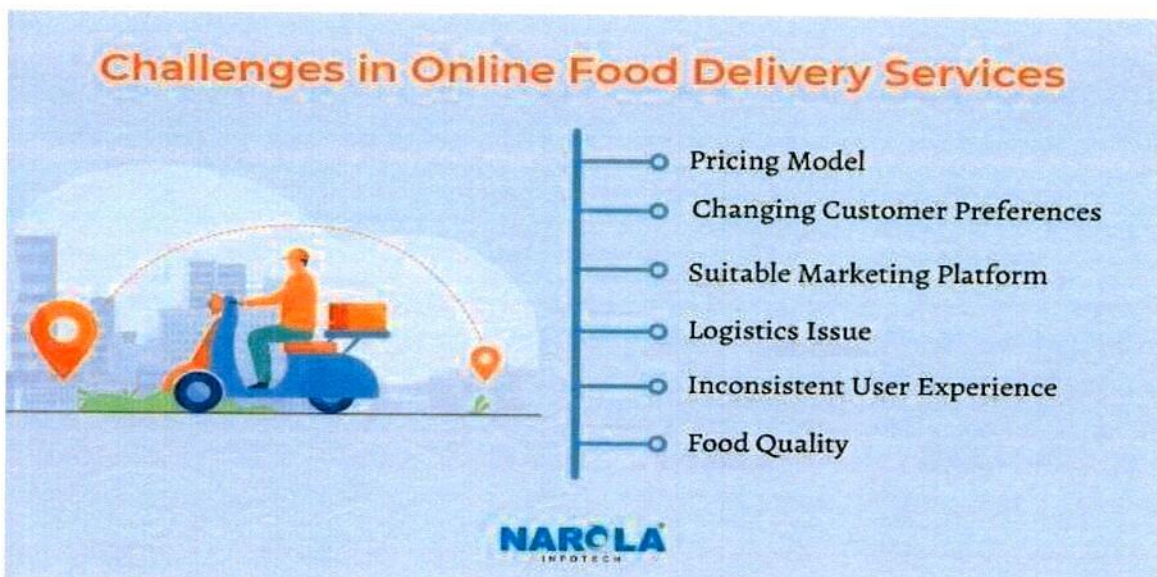 Challenges in Online Food Delivery Services
Pricing Model
Changing Customer Preferences
Suitable Marketing Platform
Logistics Issue
Inconsistent User Experience
Food Quality
NAROLA
INFOTECH